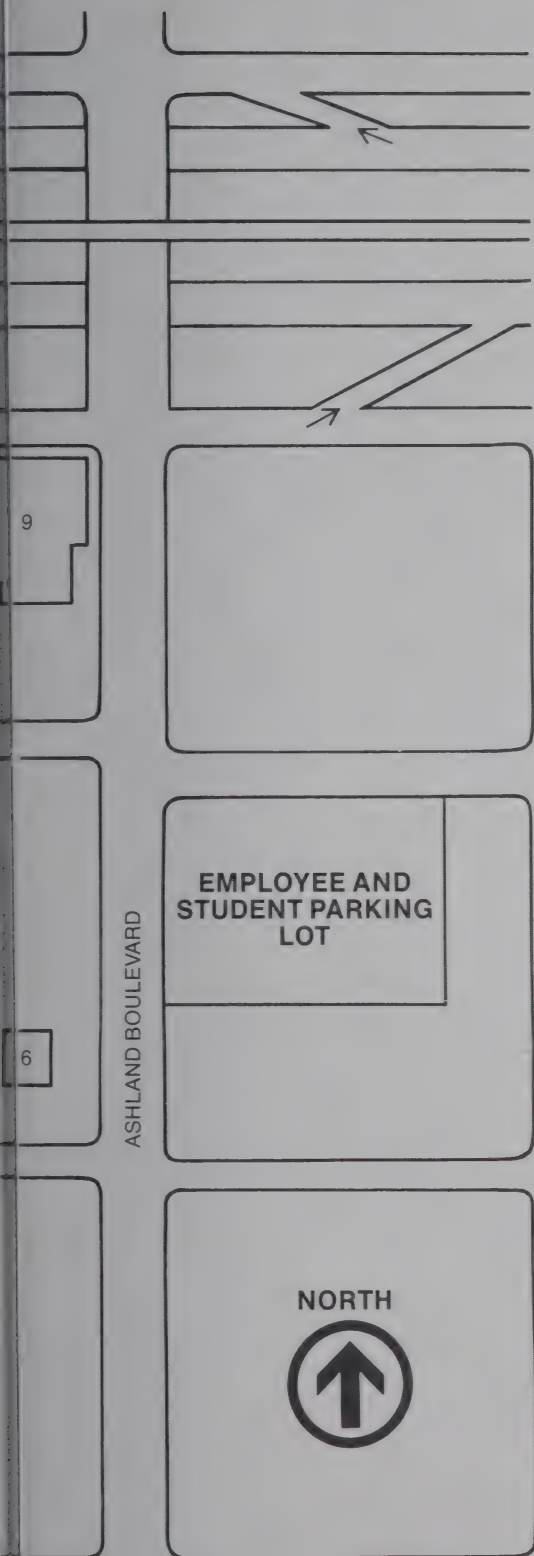 9
EMPLOYEE AND
STUDENT PARKING
LOT
ASHLAND BOULEVARD
6
NORTH